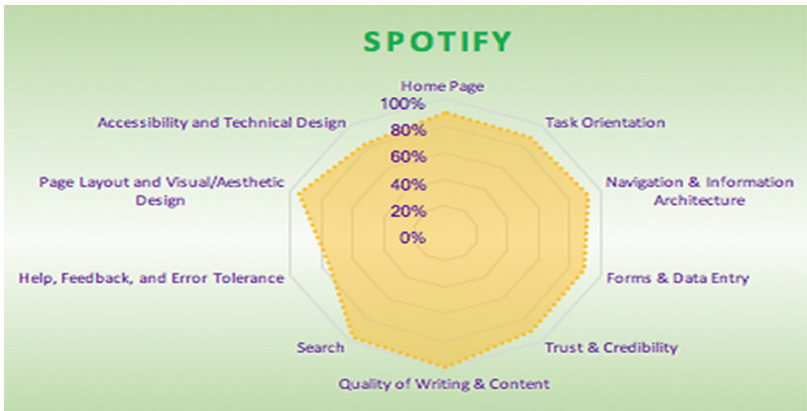 SPOTIFY
Home Page
100%
Accessibility and Technical Design
Task Orientation
80%
60%
Page Layout and Visual/Aesthetic
Design
Navigation & Information
Architecture
40%
20%
0%
Help, Feedback, and Error Tolerance
Forms & Data Entry
Search
Trust & Credibility
Quality of Writing & Content